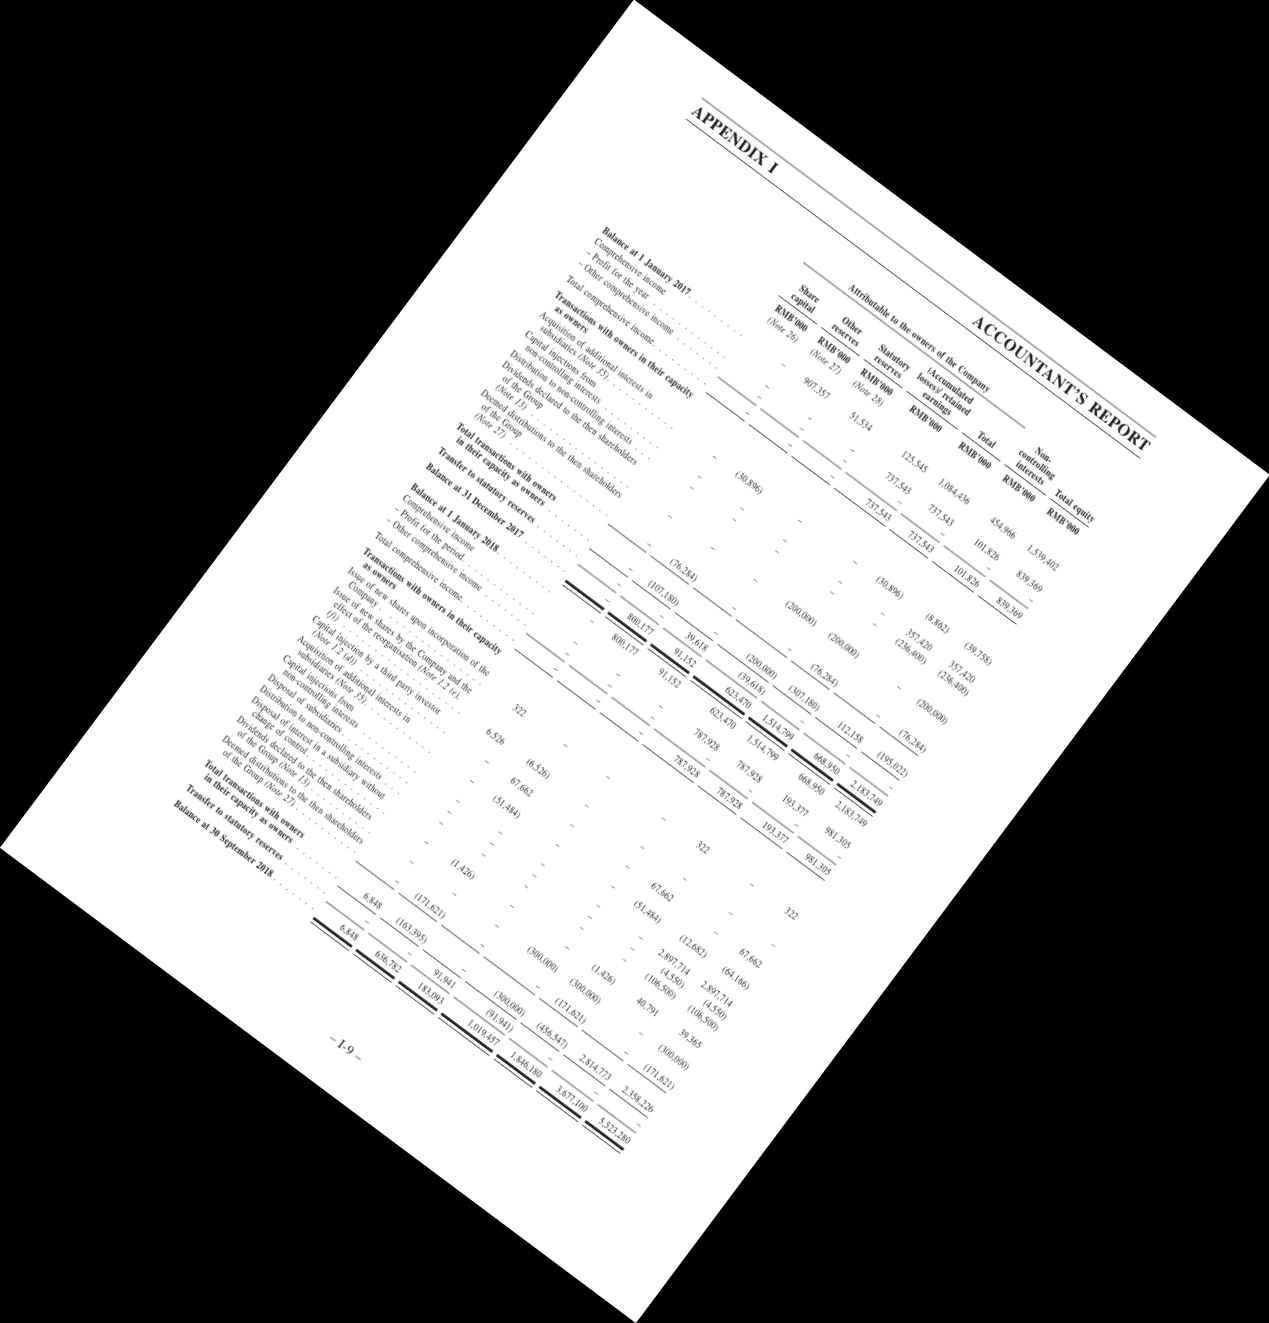 APPENDIX I ACCOUNTANT'S REPORT
Attributable to the owners of the Company
Share capital Other reserves Statutory reserves (Accumulated losses)/ retained earnings Total Non-controlling interests Total equity
RMB'000 RMB'000 RMB'000 RMB'000 RMB'000 RMB'000 RMB'000
(Note 26) (Note 27) (Note 28)
Balance at 1 January 2017 – 907,357 51,534 125,545 1,084,436 454,966 1,539,402
Comprehensive income
– Profit for the year – – – 737,543 737,543 101,826 839,369
– Other comprehensive income – – – – – – –
Total comprehensive income – – – 737,543 737,543 101,826 839,369
Transactions with owners in their capacity
as owners
Acquisition of additional interests in
subsidiaries (Note 35) – (30,896) – – (30,896) (8,862) (39,758)
Capital injections from
non-controlling interests – – – – – 357,420 357,420
Distribution to non-controlling interests – – – – – (236,400) (236,400)
Dividends declared to the then shareholders
of the Group
(Note 13) – – – (200,000) (200,000) – (200,000)
Deemed distributions to the then shareholders
of the Group
(Note 27) – (76,284) – – (76,284) – (76,284)
Total transactions with owners
in their capacity as owners – (107,180) – (200,000) (307,180) 112,158 (195,022)
Transfer to statutory reserves – – 39,618 (39,618) – – –
Balance at 31 December 2017 – 800,177 91,152 623,470 1,514,799 668,950 2,183,749
Balance at 1 January 2018 – 800,177 91,152 623,470 1,514,799 668,950 2,183,749
Comprehensive income
– Profit for the period – – – 787,928 787,928 193,377 981,305
– Other comprehensive income – – – – – – –
Total comprehensive income – – – 787,928 787,928 193,377 981,305
Transactions with owners in their capacity
as owners
Issue of new shares upon incorporation of the
Company 322 – – – 322 – 322
Issue of new shares by the Company and the
effect of the reorganisation (Note 1.2 (e),
(f)) 6,526 (6,526) – – – – –
Capital injection by a third party investor
(Note 1.2 (d)) – 67,662 – – 67,662 – 67,662
Acquisition of additional interests in
subsidiaries (Note 35) – (51,484) – – (51,484) (12,682) (64,166)
Capital injections from
non-controlling interests – – – – – 2,897,714 2,897,714
Disposal of subsidiaries – – – – – (4,550) (4,550)
Distribution to non-controlling interests – – – – – (106,500) (106,500)
Disposal of interest in a subsidiary without
change of control – (1,426) – – (1,426) 40,791 39,365
Dividends declared to the then shareholders
of the Group (Note 13) – – – (300,000) (300,000) – (300,000)
Deemed distributions to the then shareholders
of the Group (Note 27) – (171,621) – – (171,621) – (171,621)
Total transactions with owners
in their capacity as owners 6,848 (163,395) – (300,000) (456,547) 2,814,773 2,358,226
Transfer to statutory reserves – – 91,941 (91,941) – – –
Balance at 30 September 2018 6,848 636,782 183,093 1,019,457 1,846,180 3,677,100 5,523,280
– I-9 –